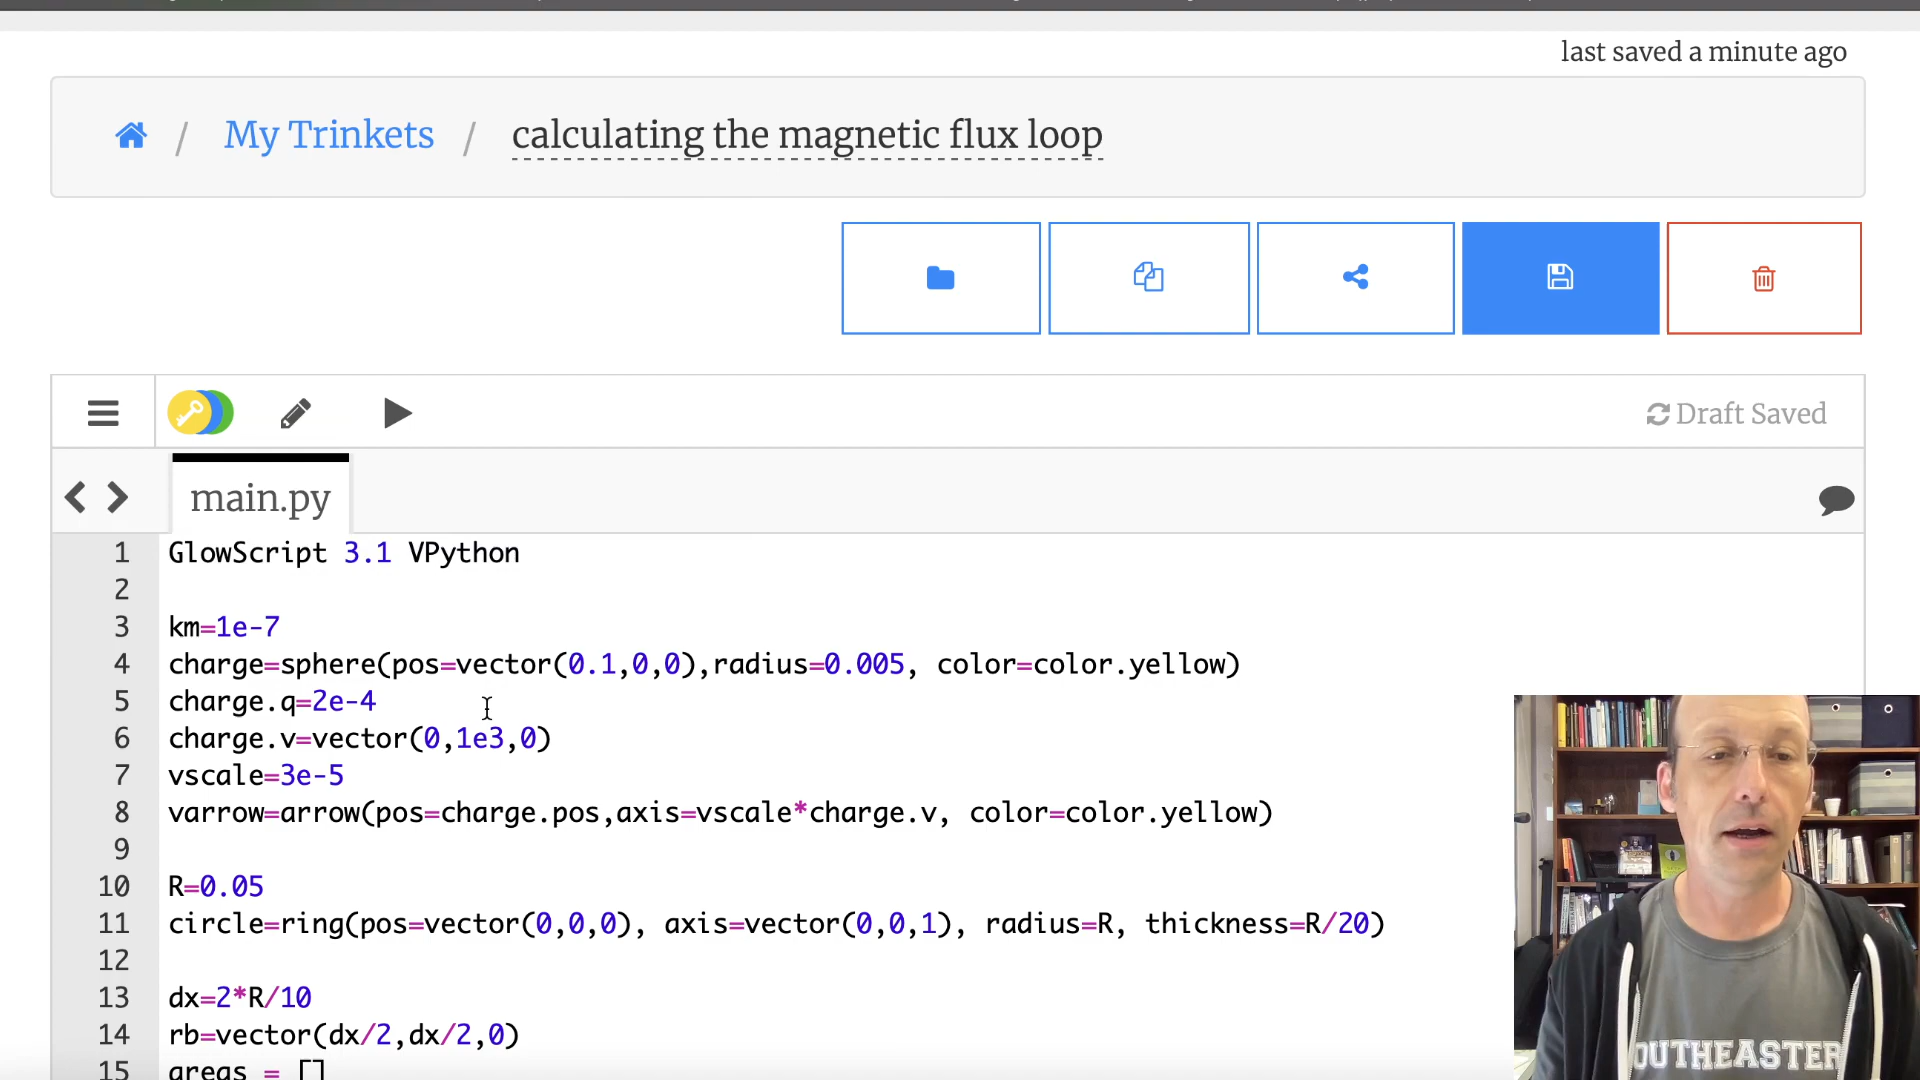 last saved a minute ago
/ My Trinkets / calculating the magnetic flux loop
Draft Saved
main.py
1 GlowScript 3.1 VPython
2
3 km=1e-7
4 charge=sphere(pos=vector(0.1,0,0),radius=0.005, color=color.yellow)
5 charge.q=2e-4
6 charge.v=vector(0,1e3,0)
7 vscale=3e-5
8 varrow=arrow(pos=charge.pos,axis=vscale*charge.v, color=color.yellow)
9
10 R=0.05
11 circle=ring(pos=vector(0,0,0), axis=vector(0,0,1), radius=R, thickness=R/20)
12
13 dx=2*R/10
14 rb=vector(dx/2,dx/2,0)
15 areas = []
OUTHEASTER